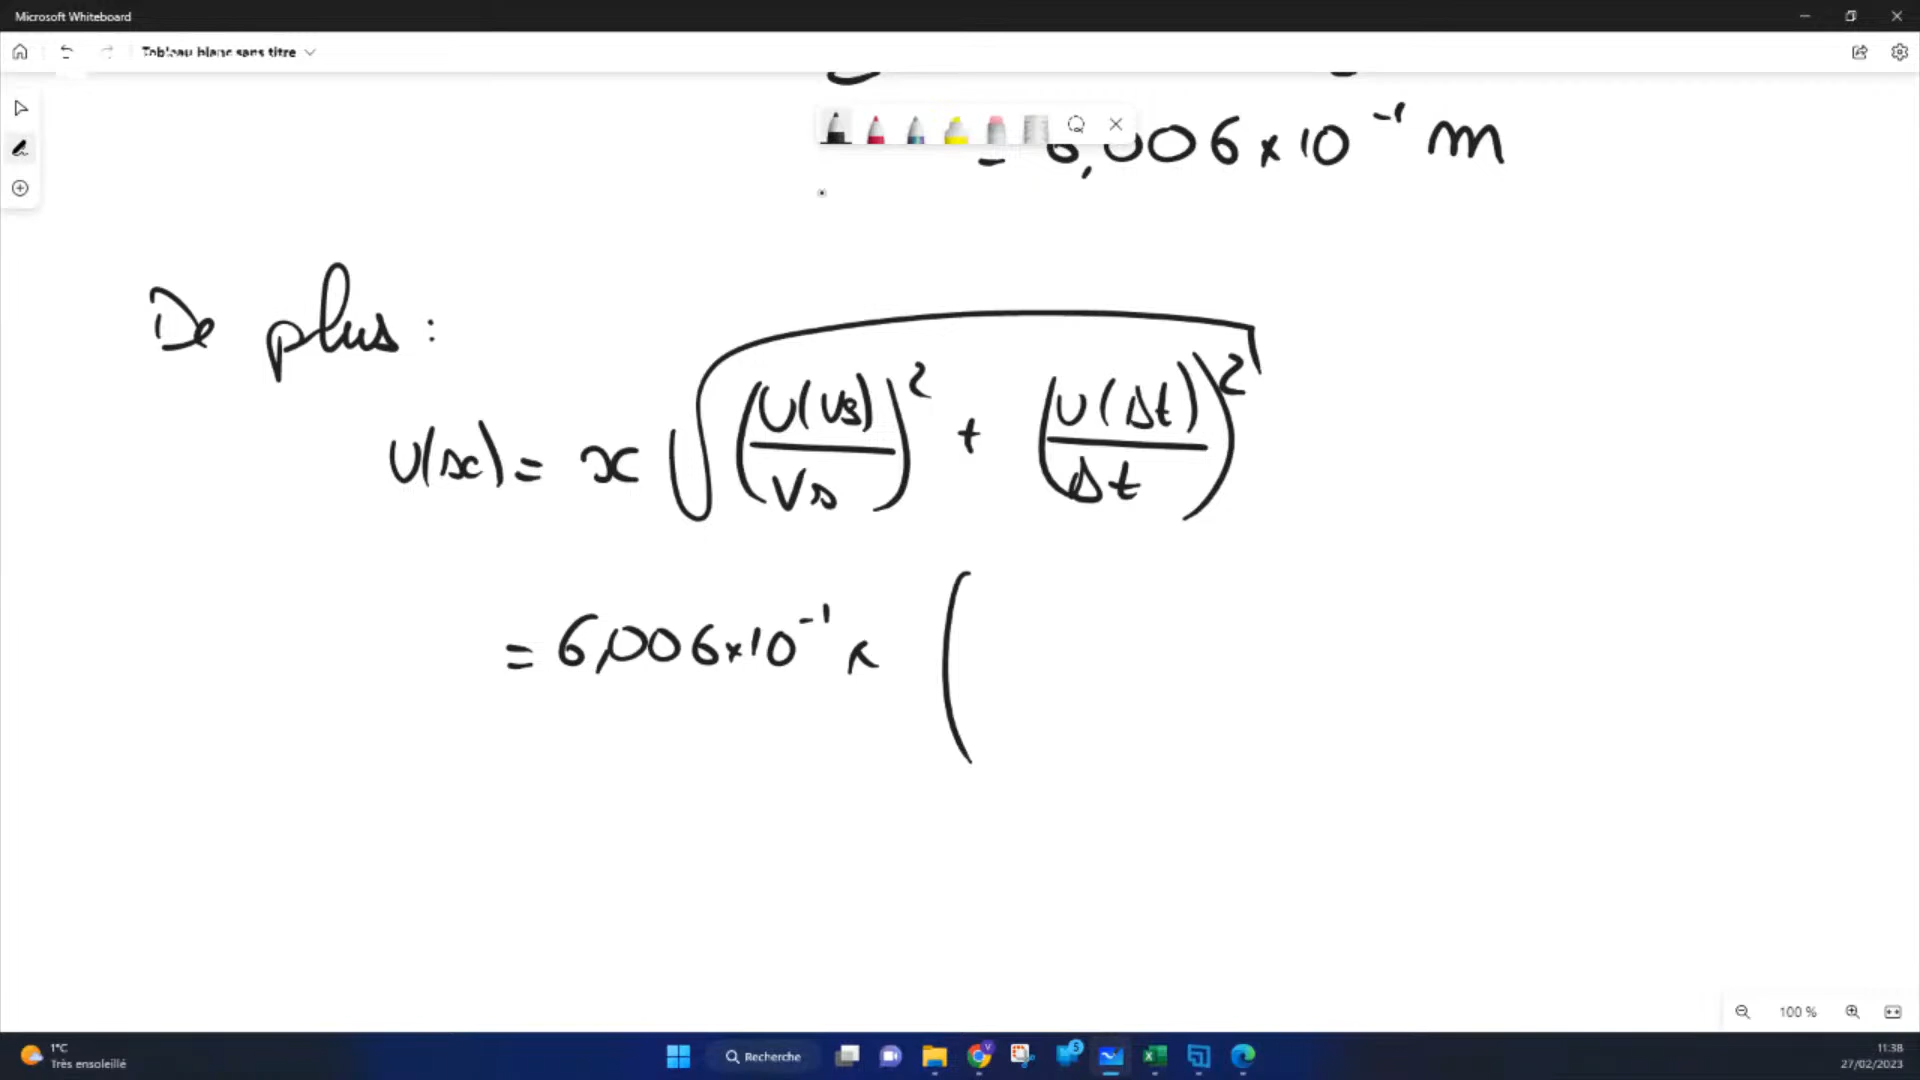 Microsoft Whiteboard
Tableau blanc sans titre
= 6,006 × 10⁻¹ m
De plus :
U(x) = x √( (U(Vs)/Vs)² + (U(Δt)/Δt)² )
= 6,006 × 10⁻¹ × (
100 %
1°C
Très ensoleillé
Recherche
5
11:38
27/02/2023